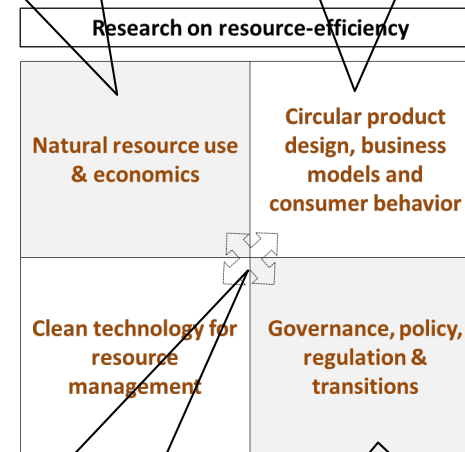 Research on resource-efficiency
Natural resource use
& economics
Circular product
design, business
models and
consumer behavior
Clean technology for
resource
management
Governance, policy,
regulation &
transitions